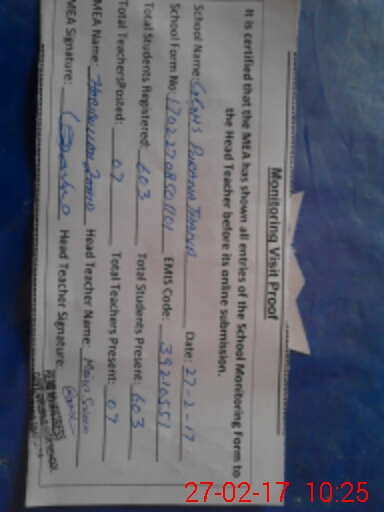 Monitoring Visit Proof
It is certified that the MEA has shown all entries of the School Monitoring Form to
the Head Teacher before its online submission.
School Name: Date: 27-2-17
School Form No: EMIS Code: 39210551
Total Students Registered: 603 Total Students Present: 603
Total TeachersPosted: 07 Total Teachers Present: 07
MEA Name: Head Teacher Name:
MEA Signature: Head Teacher Signature:
27-02-17 10:25